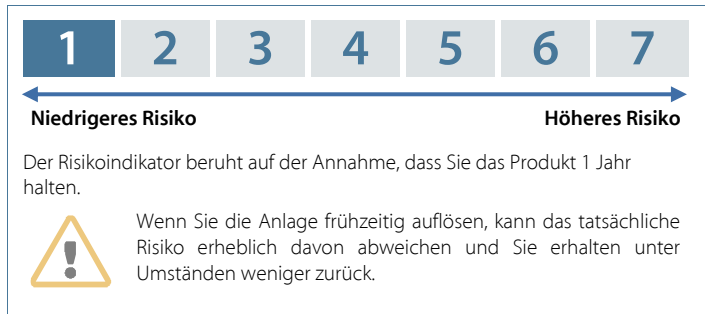 1 2 3 4 5 6 7
Niedrigeres Risiko Höheres Risiko
Der Risikoindikator beruht auf der Annahme, dass Sie das Produkt 1 Jahr
halten.
Wenn Sie die Anlage frühzeitig auflösen, kann das tatsächliche
Risiko erheblich davon abweichen und Sie erhalten unter
Umständen weniger zurück.